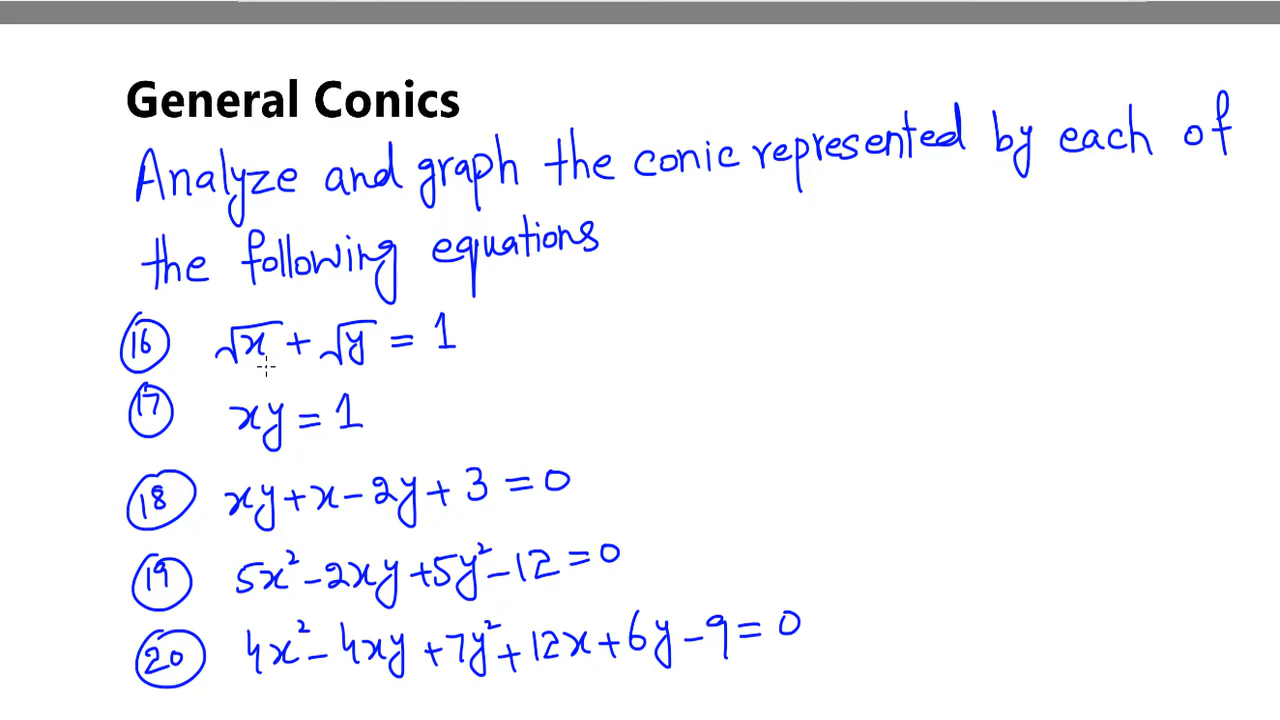 General Conics
Analyze and graph the conic represented by each of
the following equations
16 √x + √y = 1
17 xy = 1
18 xy + x - 2y + 3 = 0
19 5x² - 2xy + 5y² - 12 = 0
20 4x² - 4xy + 7y² + 12x + 6y - 9 = 0